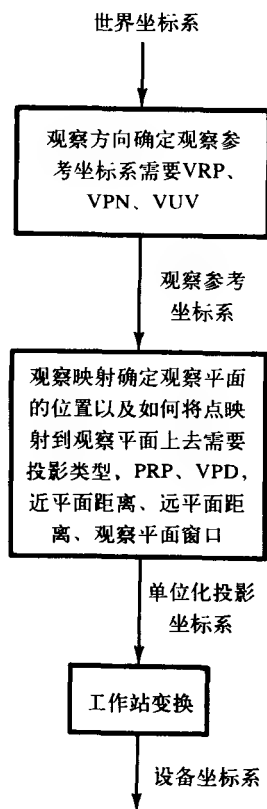 世界坐标系
观察方向确定观察参
考坐标系需要VRP、
VPN、VUV
观察参考
坐标系
观察映射确定观察平面
的位置以及如何将点映
射到观察平面上去需要
投影类型，PRP、VPD，
近平面距离、远平面距
离、观察平面窗口
单位化投影
坐标系
工作站变换
设备坐标系